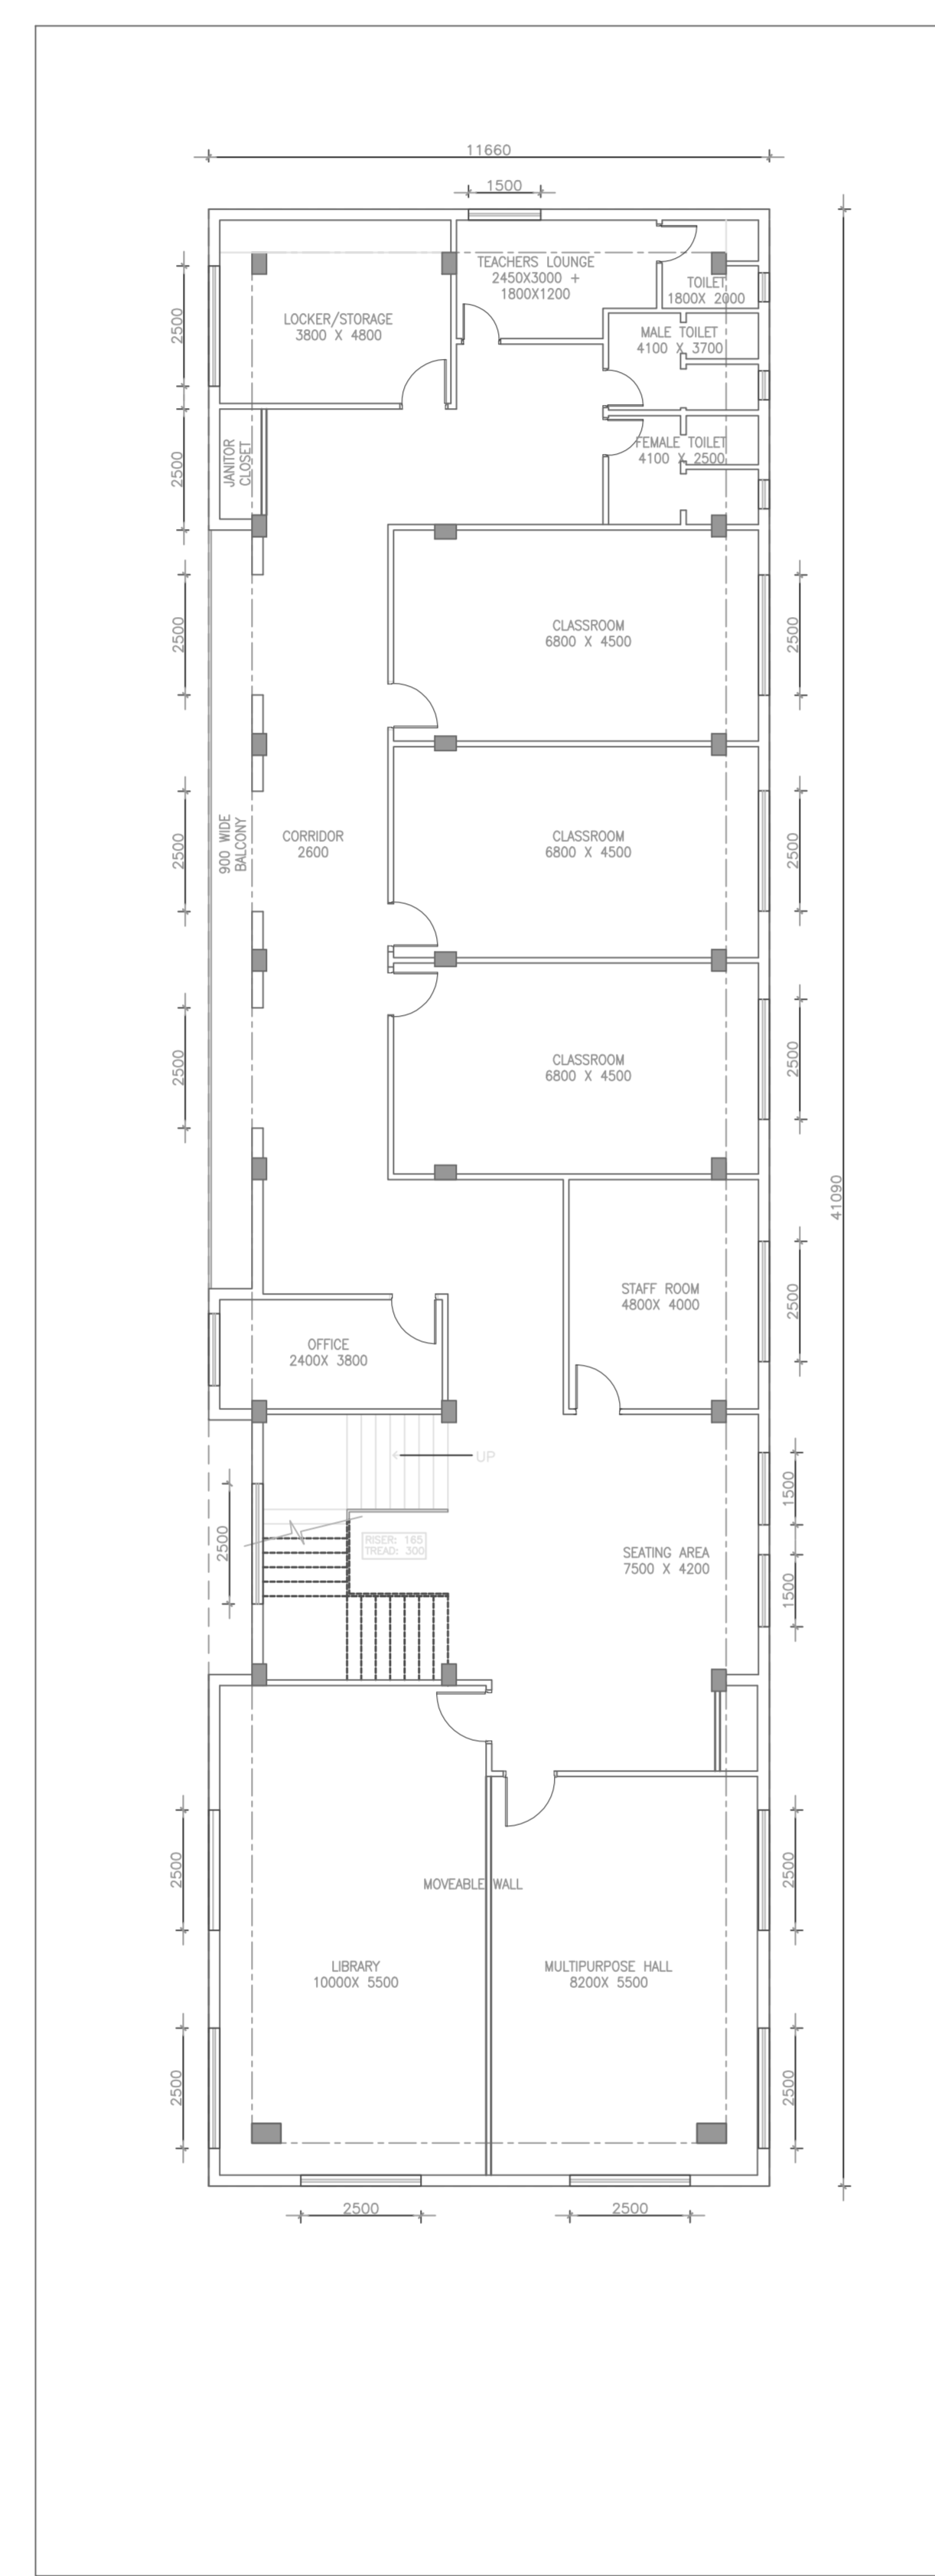 11660
1500
TEACHERS LOUNGE
2450X3000 +
1800X1200
TOILET
1800X 2000
LOCKER/STORAGE
3800 X 4800
MALE TOILET
4100 X 3700
2500
JANITOR
CLOSET
2500
FEMALE TOILET
4100 X 2500
2500
CLASSROOM
6800 X 4500
2500
2500
900 WIDE
BALCONY
CORRIDOR
2600
CLASSROOM
6800 X 4500
2500
2500
CLASSROOM
6800 X 4500
2500
41090
STAFF ROOM
4800X 4000
2500
OFFICE
2400X 3800
UP
1500
2500
RISER: 165
TREAD: 300
SEATING AREA
7500 X 4200
1500
2500
MOVEABLE WALL
2500
LIBRARY
10000X 5500
MULTIPURPOSE HALL
8200X 5500
2500
2500
2500
2500